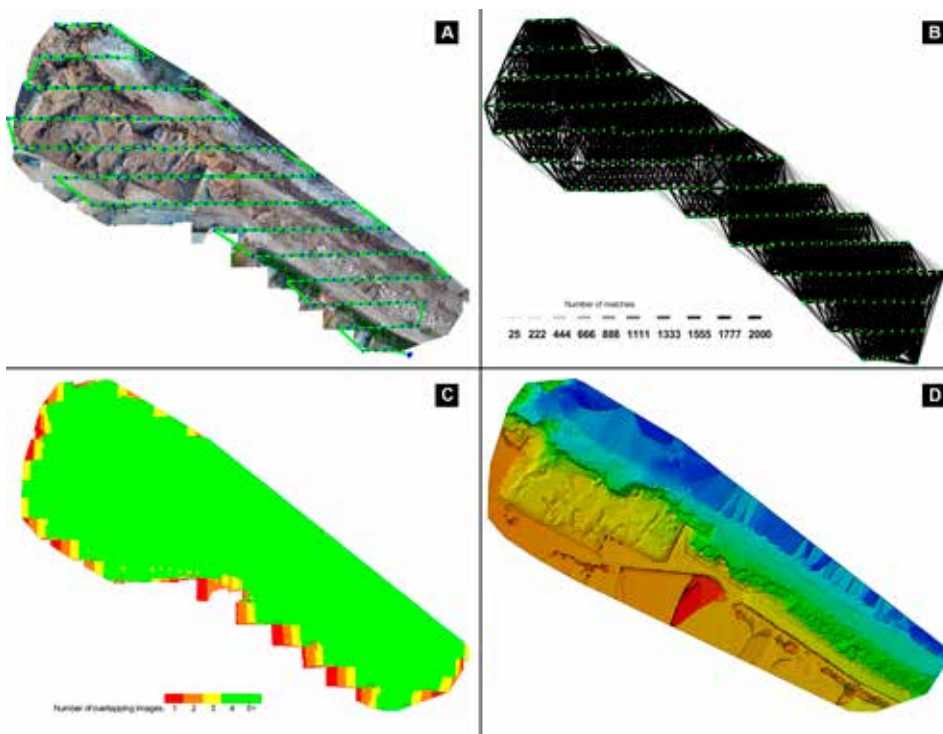 A
B
Number of matches
25 222 444 666 888 1111 1333 1555 1777 2000
C
Number of overlapping images: 1 2 3 4 5+
D